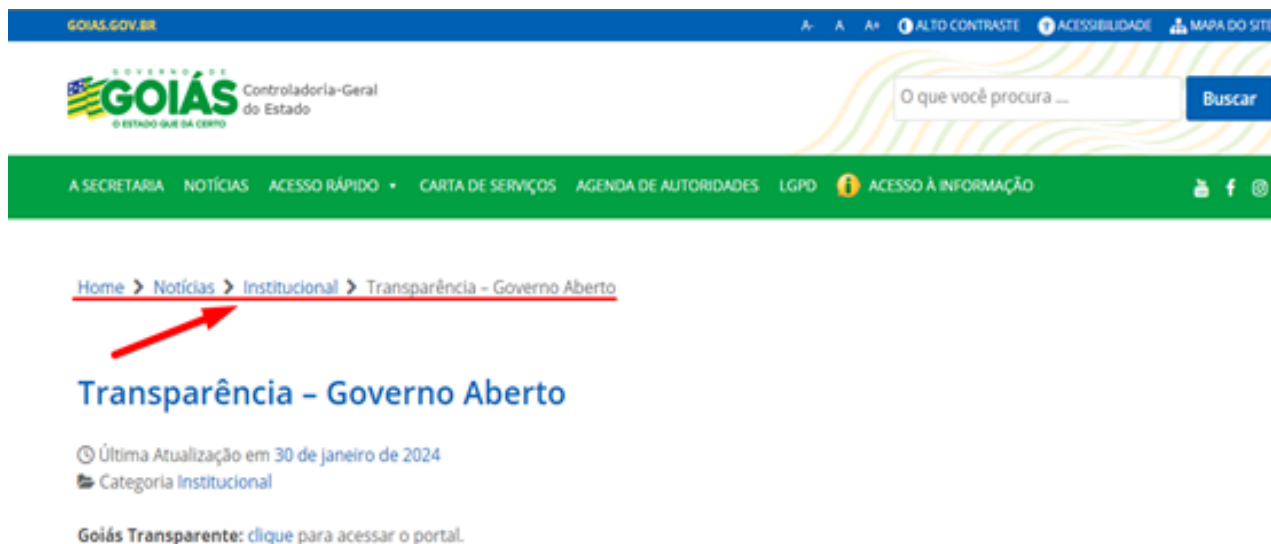 GOIAS.GOV.BR
A- A A+ ALTO CONTRASTE ACESSIBILIDADE MAPA DO SITE
GOVERNO DE
GOIÁS
O ESTADO QUE DÁ CERTO
Controladoria-Geral
do Estado
O que você procura ...
Buscar
A SECRETARIA NOTÍCIAS ACESSO RÁPIDO CARTA DE SERVIÇOS AGENDA DE AUTORIDADES LGPD ACESSO À INFORMAÇÃO
Home > Notícias > Institucional > Transparência – Governo Aberto
Transparência – Governo Aberto
Última Atualização em 30 de janeiro de 2024
Categoria Institucional
Goiás Transparente: clique para acessar o portal.